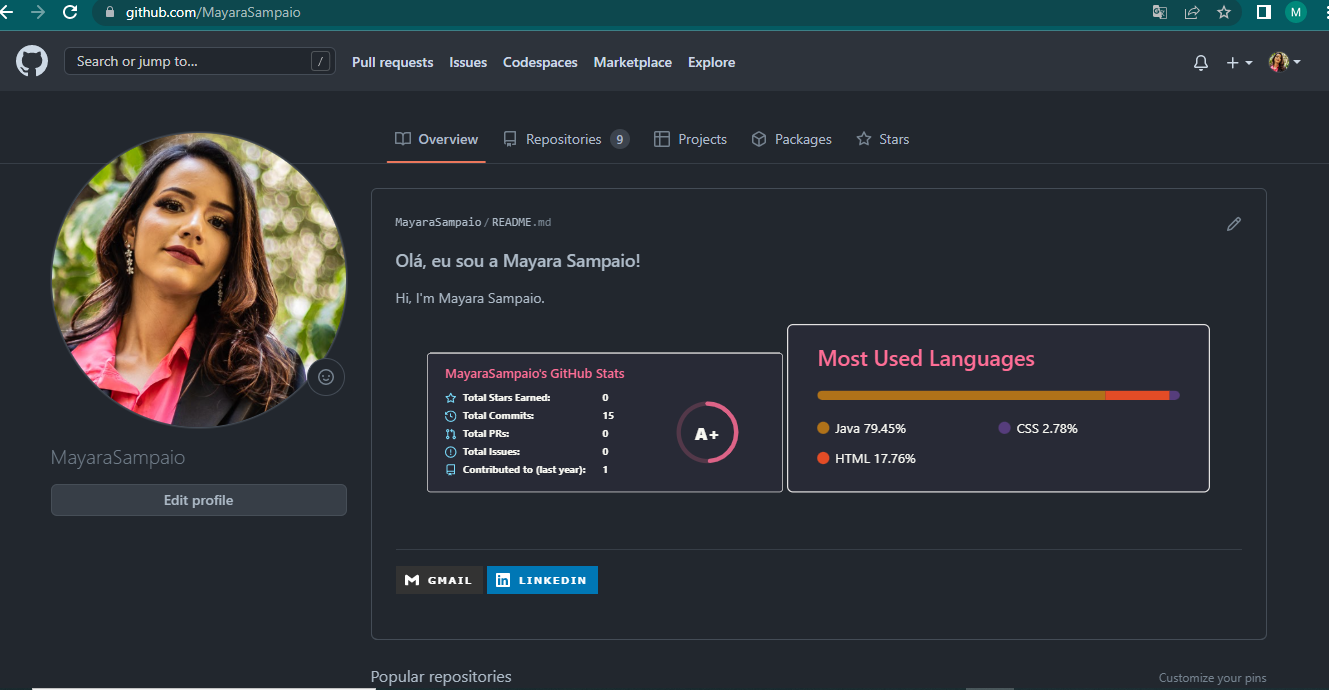 github.com/MayaraSampaio
M
Search or jump to... /
Pull requests Issues Codespaces Marketplace Explore
Overview Repositories 9 Projects Packages Stars
MayaraSampaio/README.md
Olá, eu sou a Mayara Sampaio!
Hi, I'm Mayara Sampaio.
MayaraSampaio's GitHub Stats
Total Stars Earned: 0
Total Commits: 15
Total PRs: 0
Total Issues: 0
Contributed to (last year): 1
A+
Most Used Languages
Java 79.45% CSS 2.78%
HTML 17.76%
MayaraSampaio
Edit profile
GMAIL LINKEDIN
Popular repositories Customize your pins